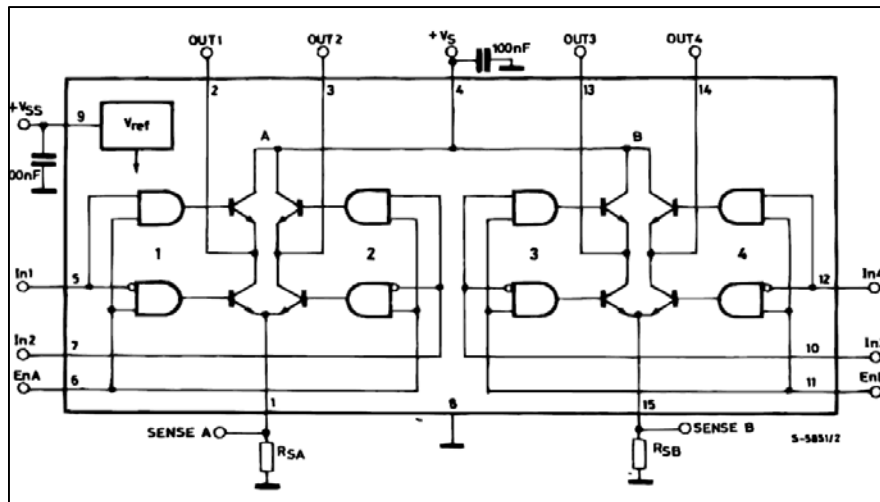 OUT1
OUT2
+VS
100nF
OUT3
OUT4
2
3
4
13
14
+VSS
9
Vref
A
B
00nF
1
2
3
4
In1
5
12
In4
In2
7
10
In
EnA
6
11
En
1
8
15
SENSE A
RSA
SENSE B
RSB
S-5851/2